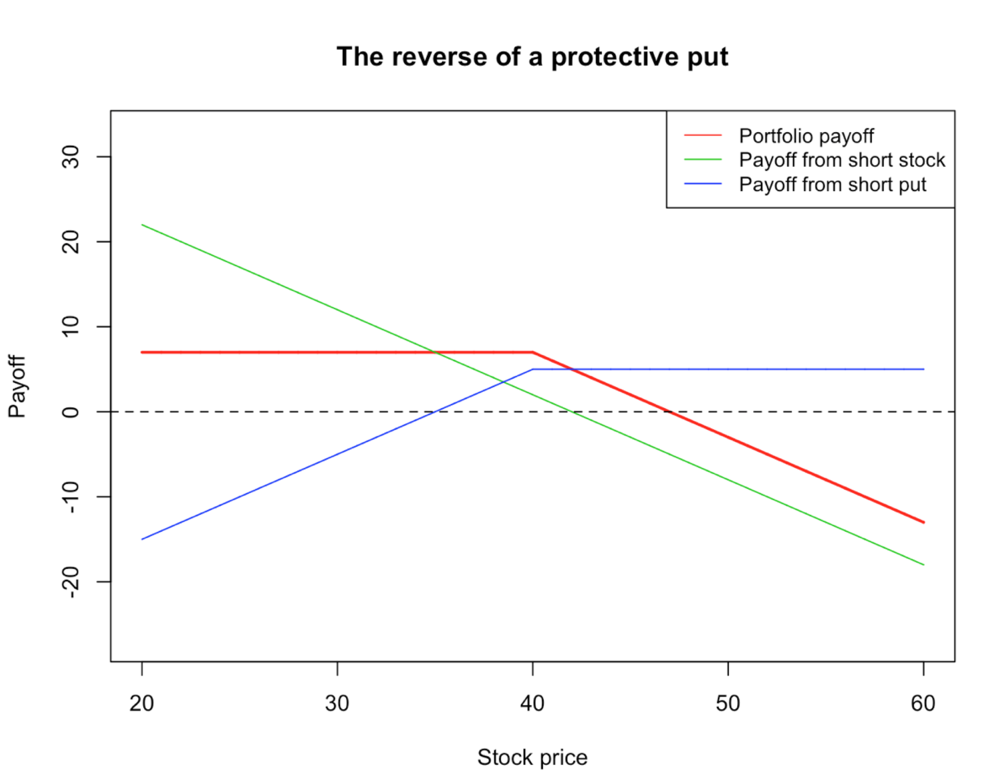 The reverse of a protective put
Portfolio payoff
Payoff from short stock
Payoff from short put
30
20
10
0
-10
-20
Payoff
20 30 40 50 60
Stock price